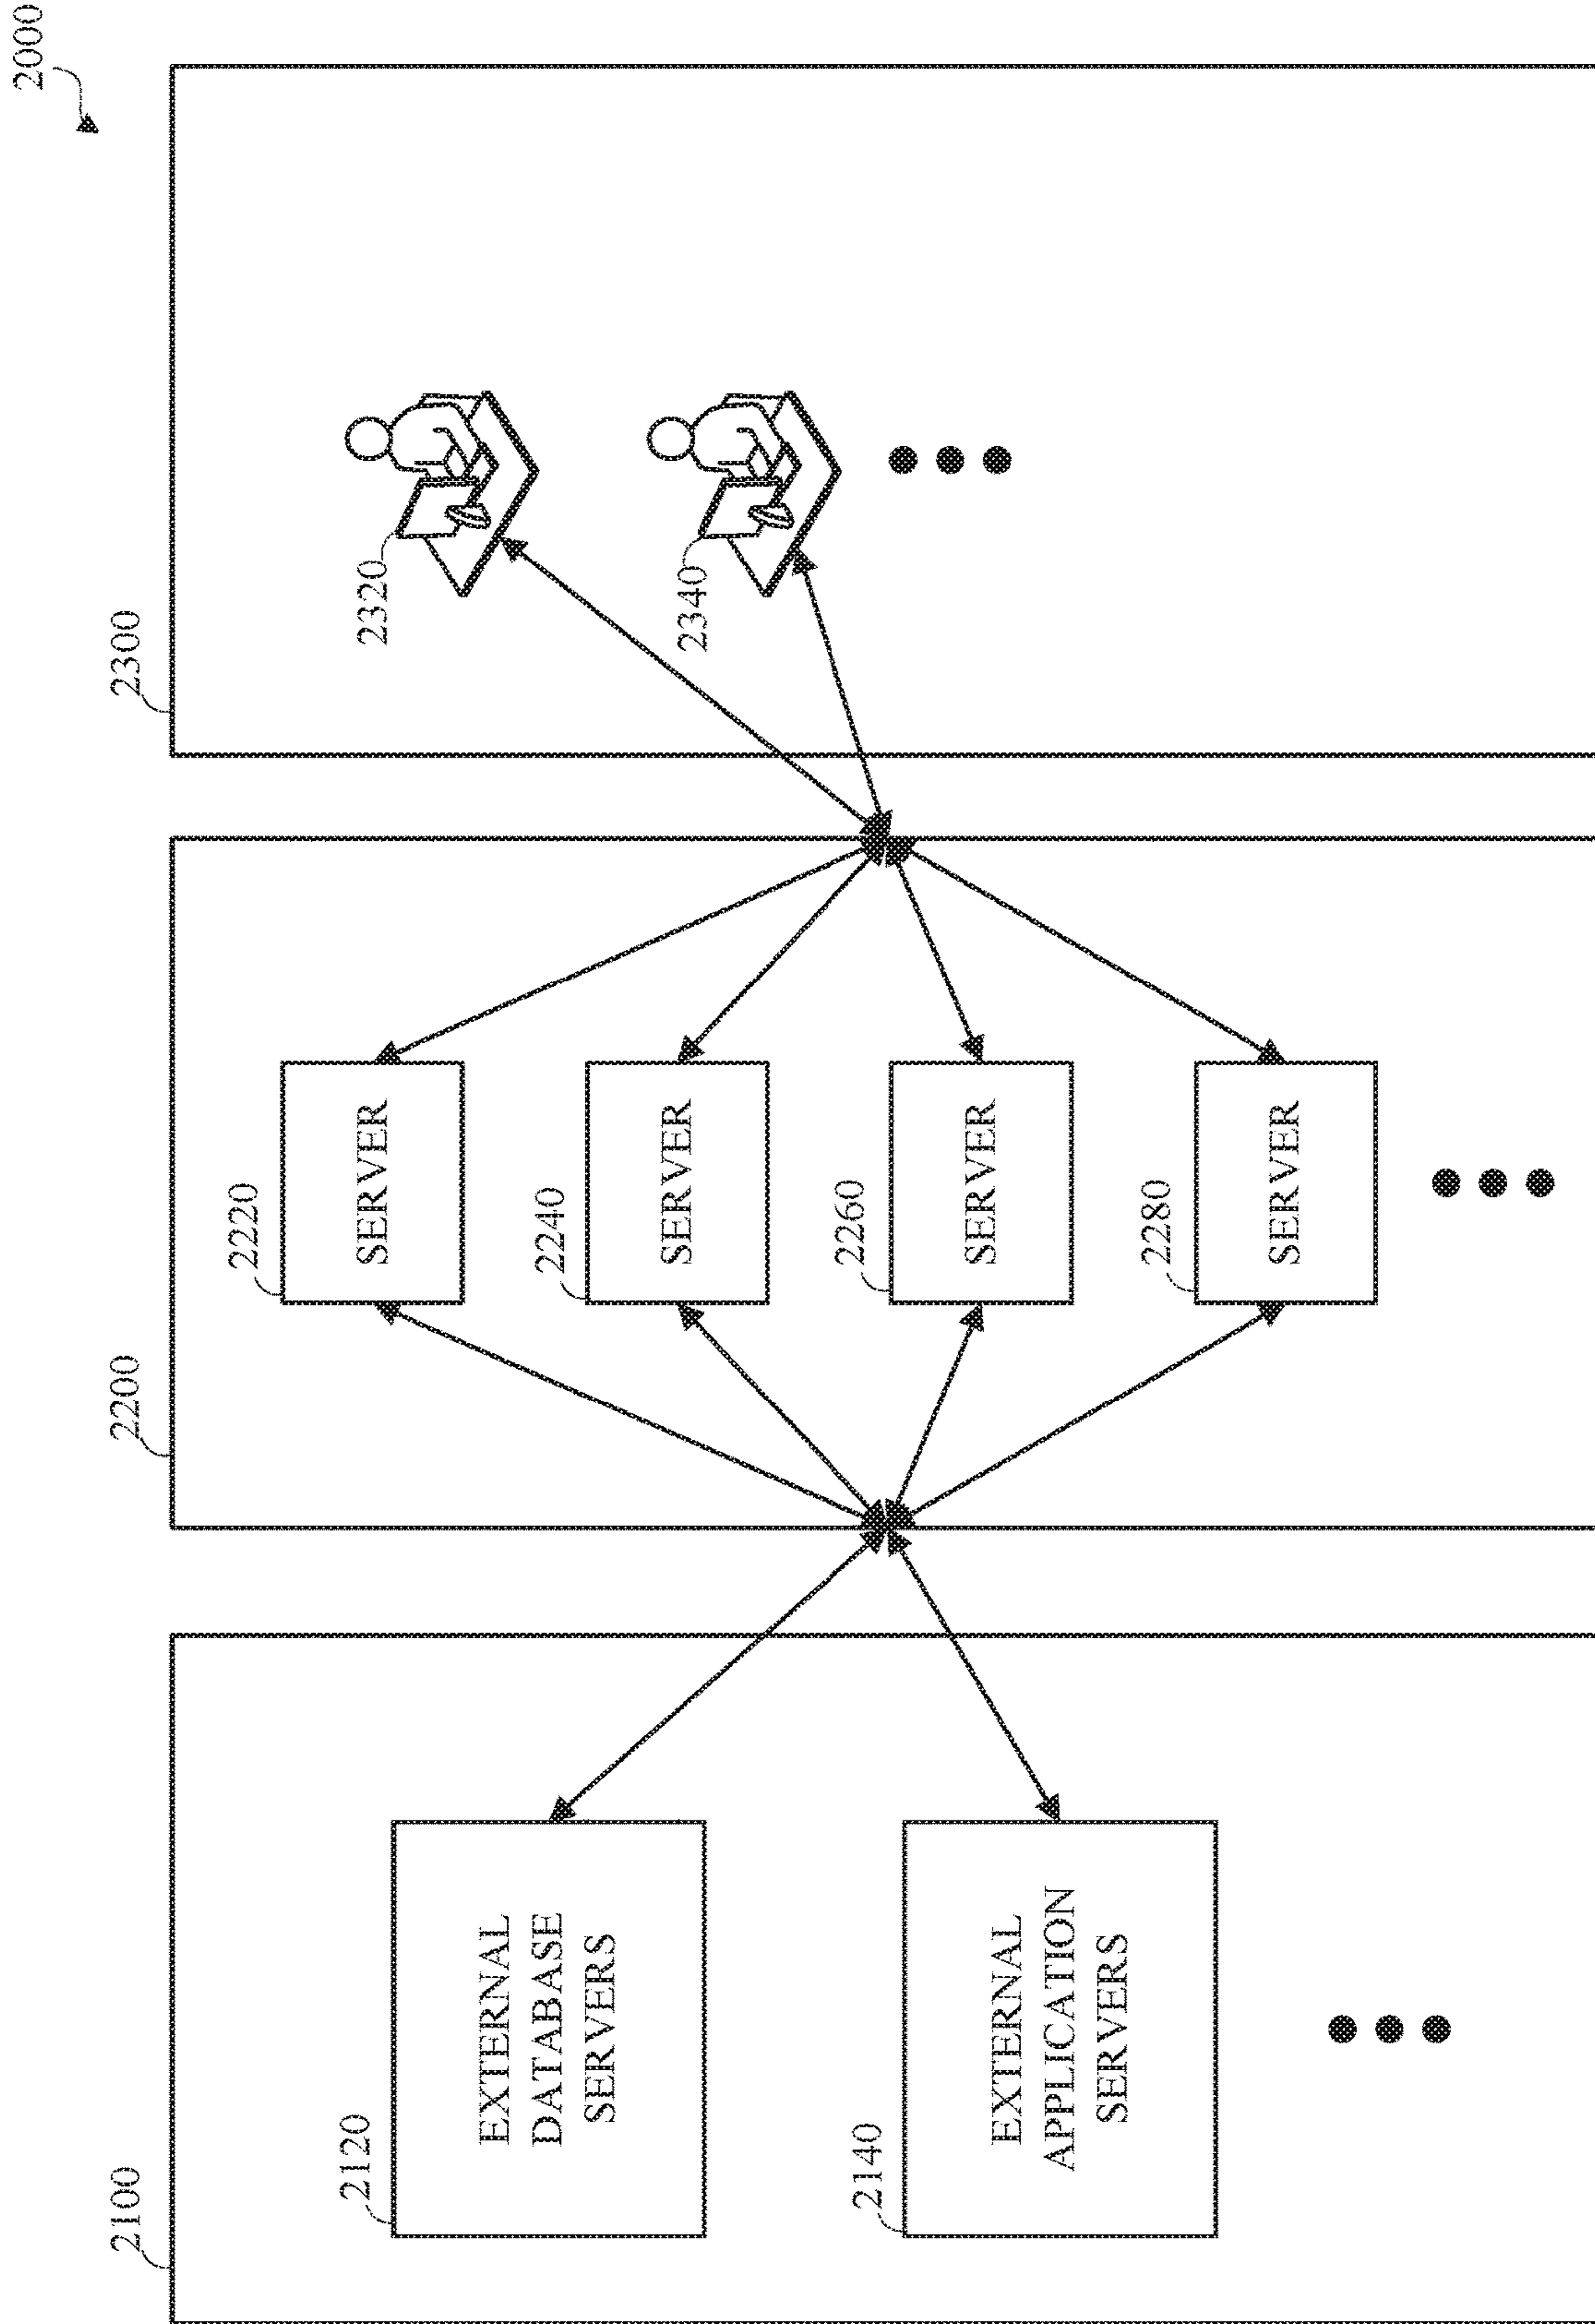 2000
2100
2120
EXTERNAL
DATABASE
SERVERS
2140
EXTERNAL
APPLICATION
SERVERS
2200
2220
SERVER
2240
SERVER
2260
SERVER
2280
SERVER
2300
2320
2340